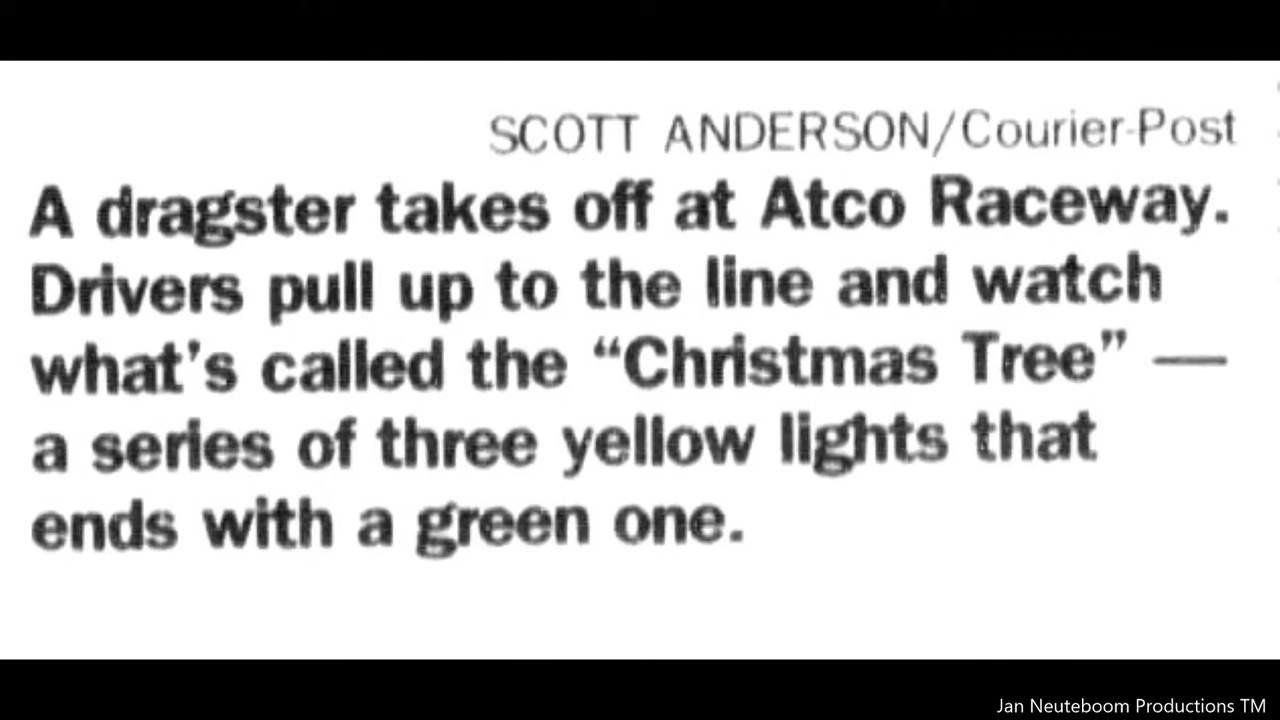 SCOTT ANDERSON/Courier-Post
A dragster takes off at Atco Raceway.
Drivers pull up to the line and watch
what's called the “Christmas Tree” —
a series of three yellow lights that
ends with a green one.
Jan Neuteboom Productions TM